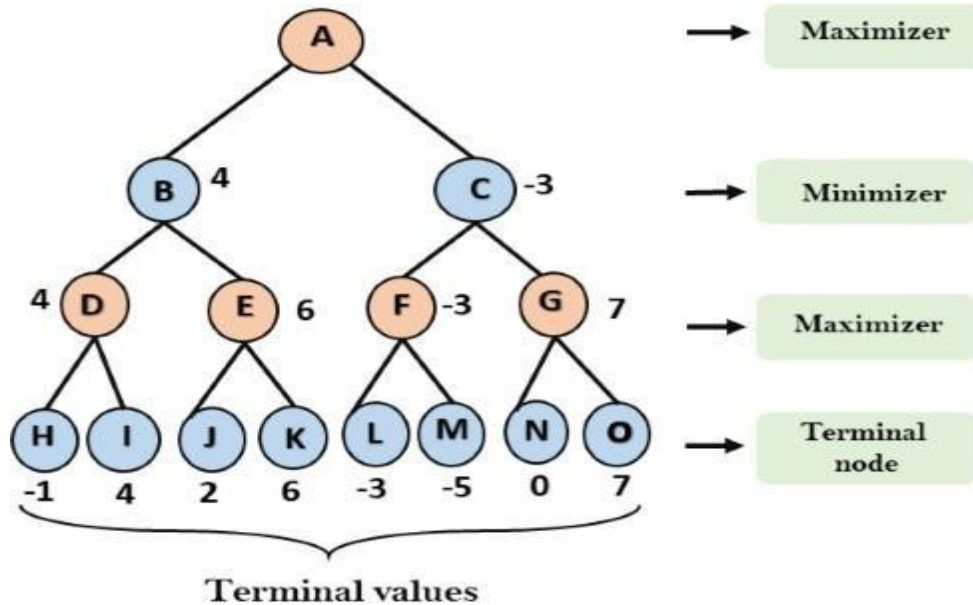 A
Maximizer
B 4
C -3
Minimizer
4 D
E 6
F -3
G 7
Maximizer
H I J K L M N O
Terminal
node
-1 4 2 6 -3 -5 0 7
Terminal values